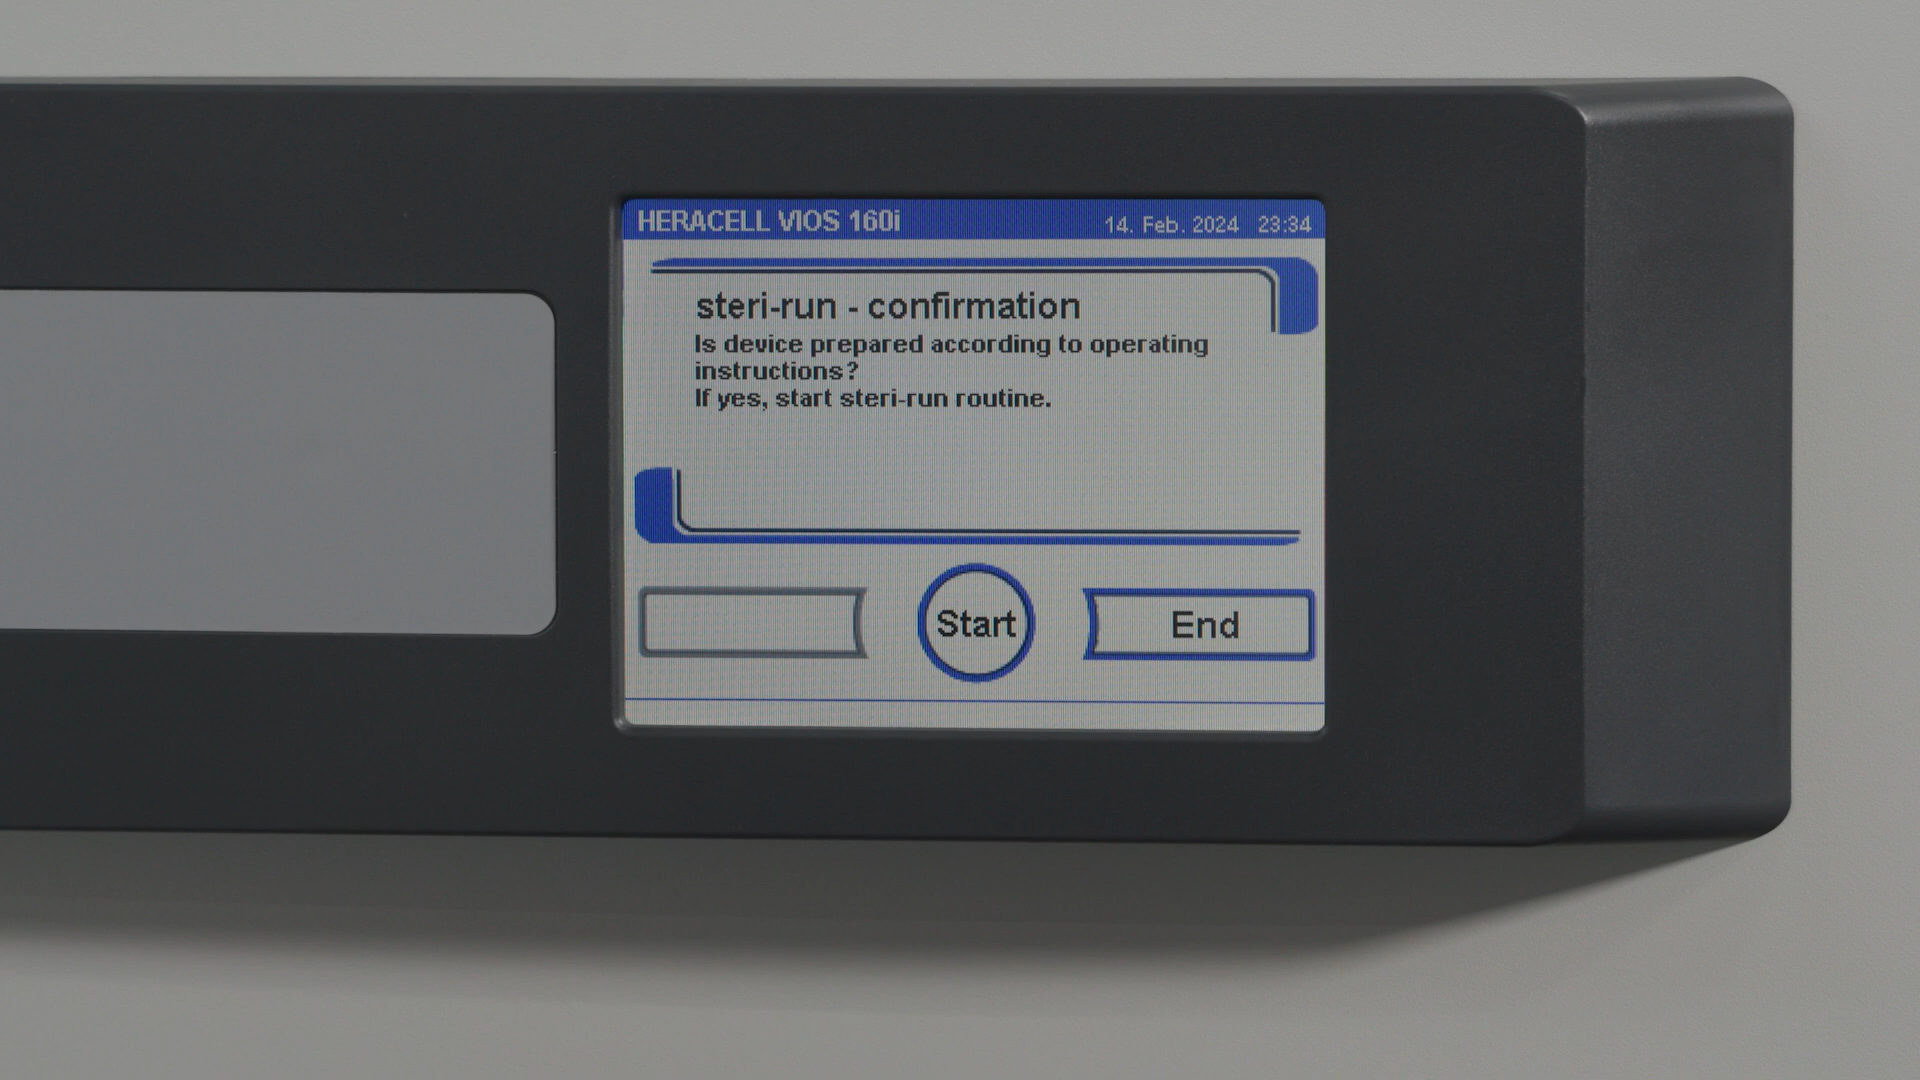 HERACELL VIOS 160i 14. Feb. 2024 23:34
steri-run - confirmation
Is device prepared according to operating
instructions?
If yes, start steri-run routine.
Start End